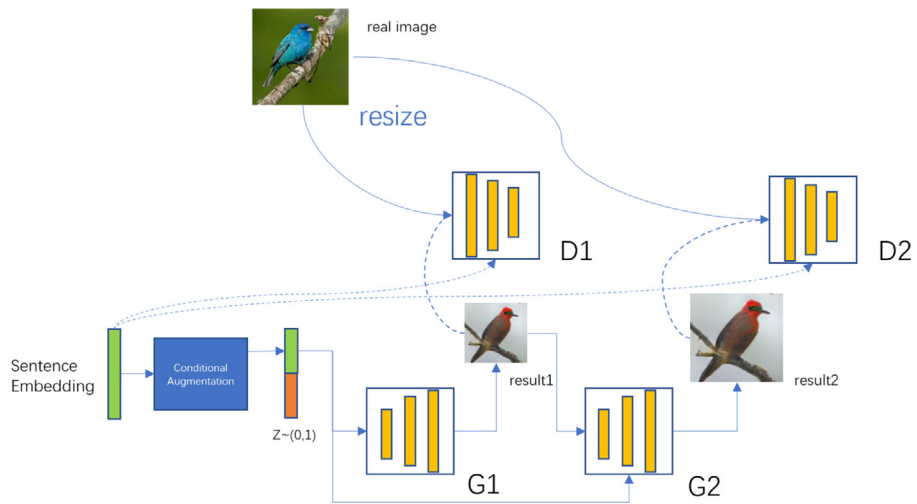 real image
resize
D1
D2
Sentence
Embedding
Conditional
Augmentation
Z~(0,1)
result1
result2
G1
G2